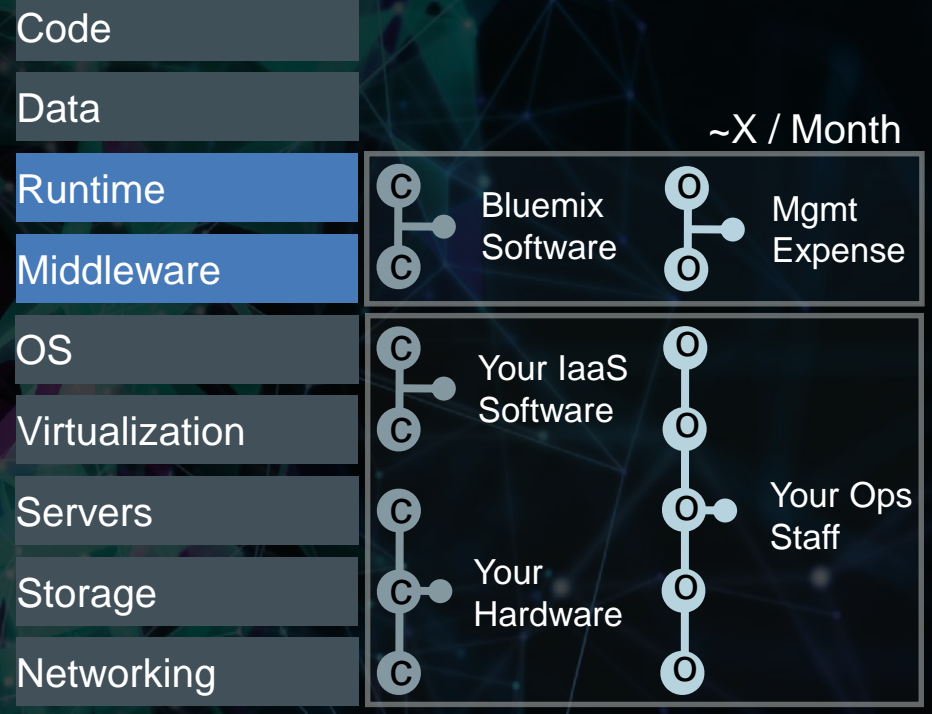 Code
Data
~X / Month
Runtime
C
Bluemix
Software
O
Mgmt
Expense
Middleware
C
O
OS
C
Your IaaS
Software
O
Virtualization
C
O
Servers
C
O
Your Ops
Staff
Storage
C
Your
Hardware
O
Networking
C
O